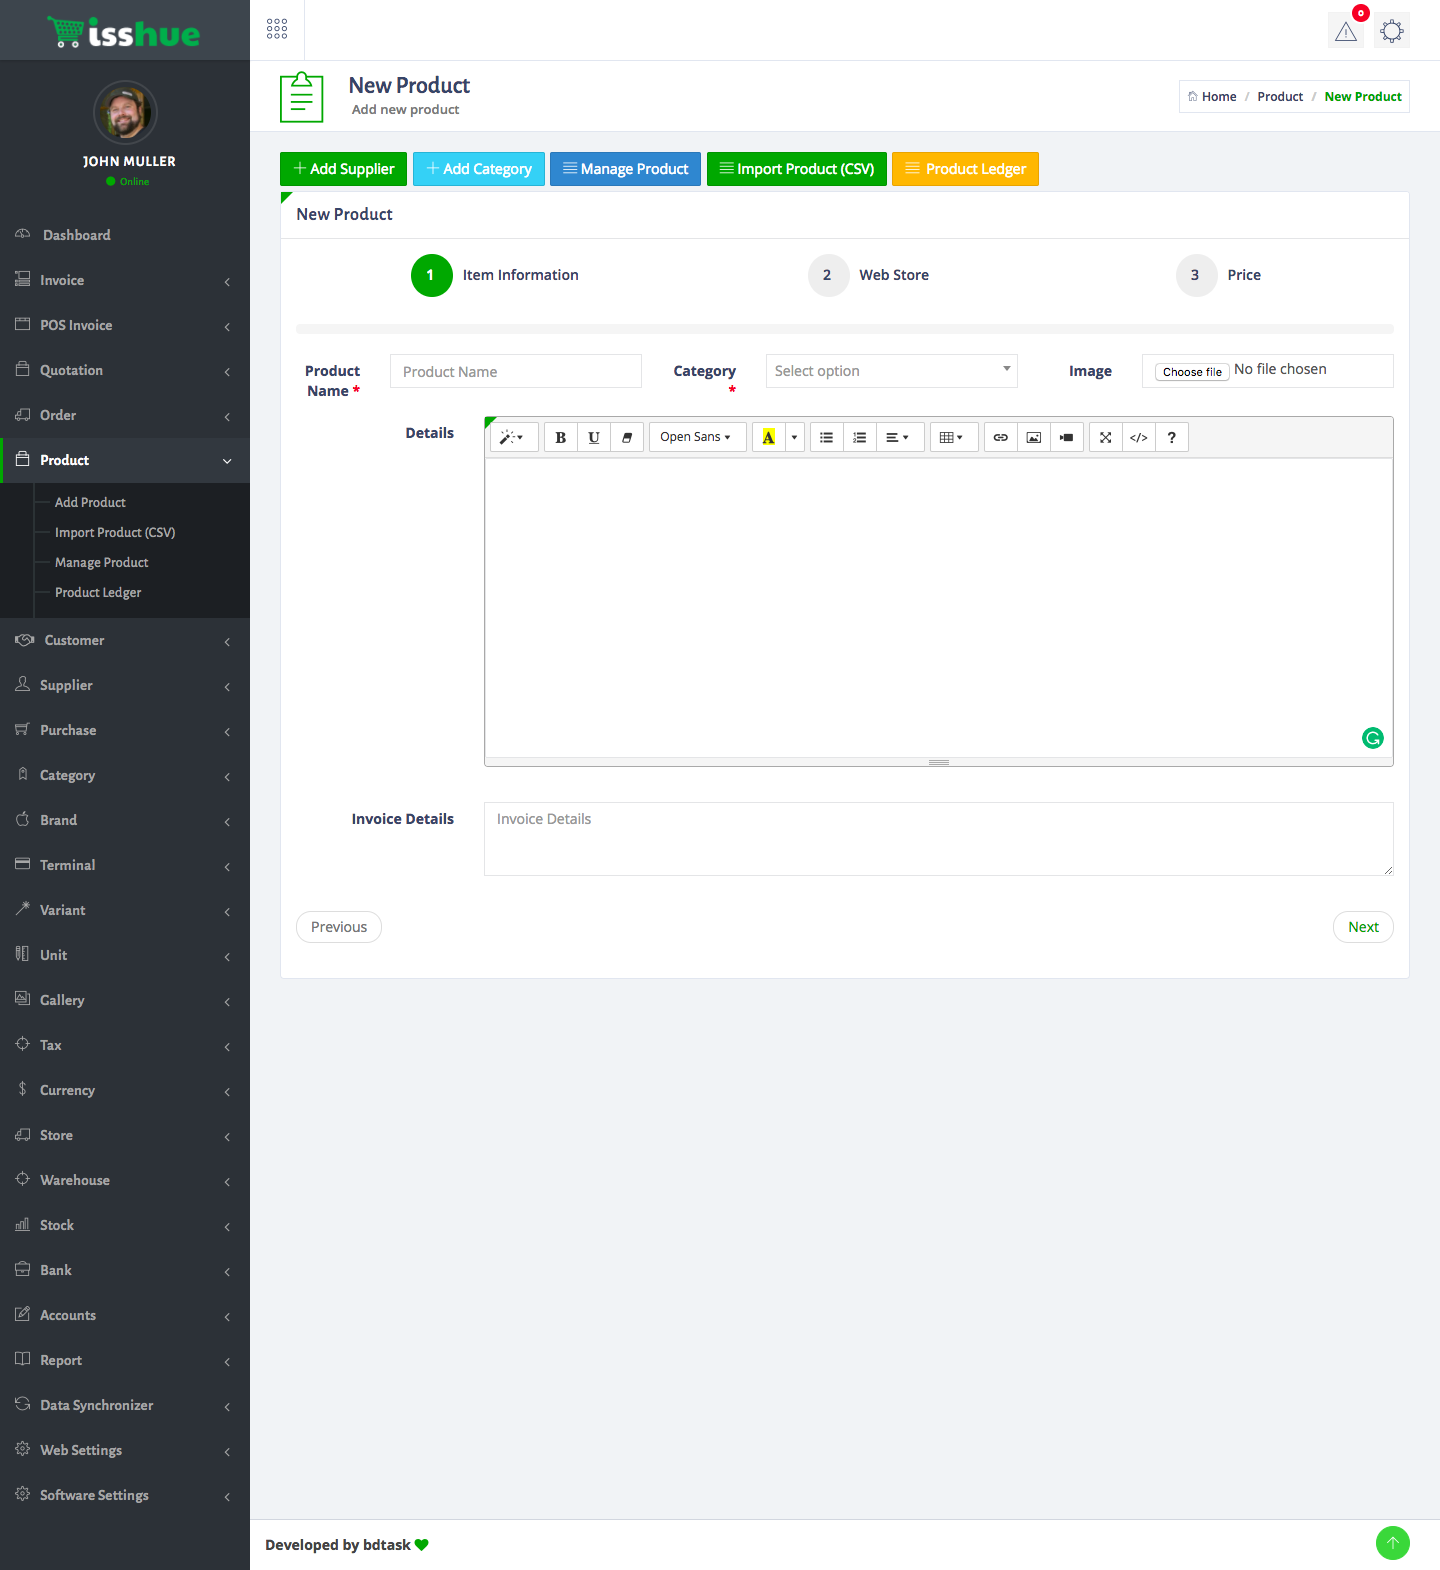 isshue
0
JOHN MULLER
Online
Dashboard
Invoice
POS Invoice
Quotation
Order
Product
Add Product
Import Product (CSV)
Manage Product
Product Ledger
Customer
Supplier
Purchase
Category
Brand
Terminal
Variant
Unit
Gallery
Tax
Currency
Store
Warehouse
Stock
Bank
Accounts
Report
Data Synchronizer
Web Settings
Software Settings
New Product
Add new product
Home / Product / New Product
Add Supplier Add Category Manage Product Import Product (CSV) Product Ledger
New Product
1 Item Information 2 Web Store 3 Price
Product Name * Product Name Category * Select option Image Choose file No file chosen
Details
B U Open Sans A </> ?
Invoice Details Invoice Details
Previous Next
Developed by bdtask